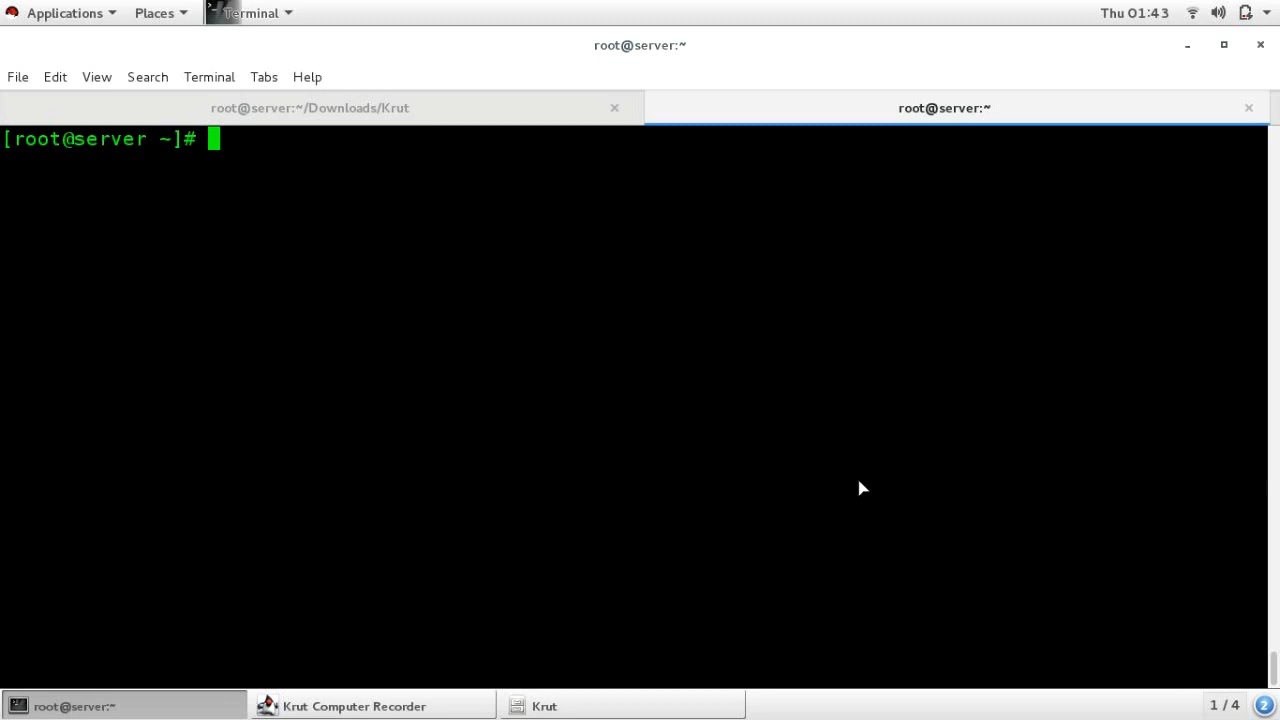 Applications Places Terminal Thu 01:43
root@server:~
File Edit View Search Terminal Tabs Help
root@server:~/Downloads/Krut root@server:~
[root@server ~]#
root@server:~ Krut Computer Recorder Krut 1 / 4 2